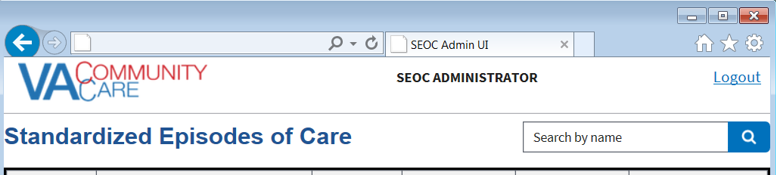 SEOC Admin UI
VA COMMUNITY CARE
SEOC ADMINISTRATOR
Logout
Standardized Episodes of Care
Search by name